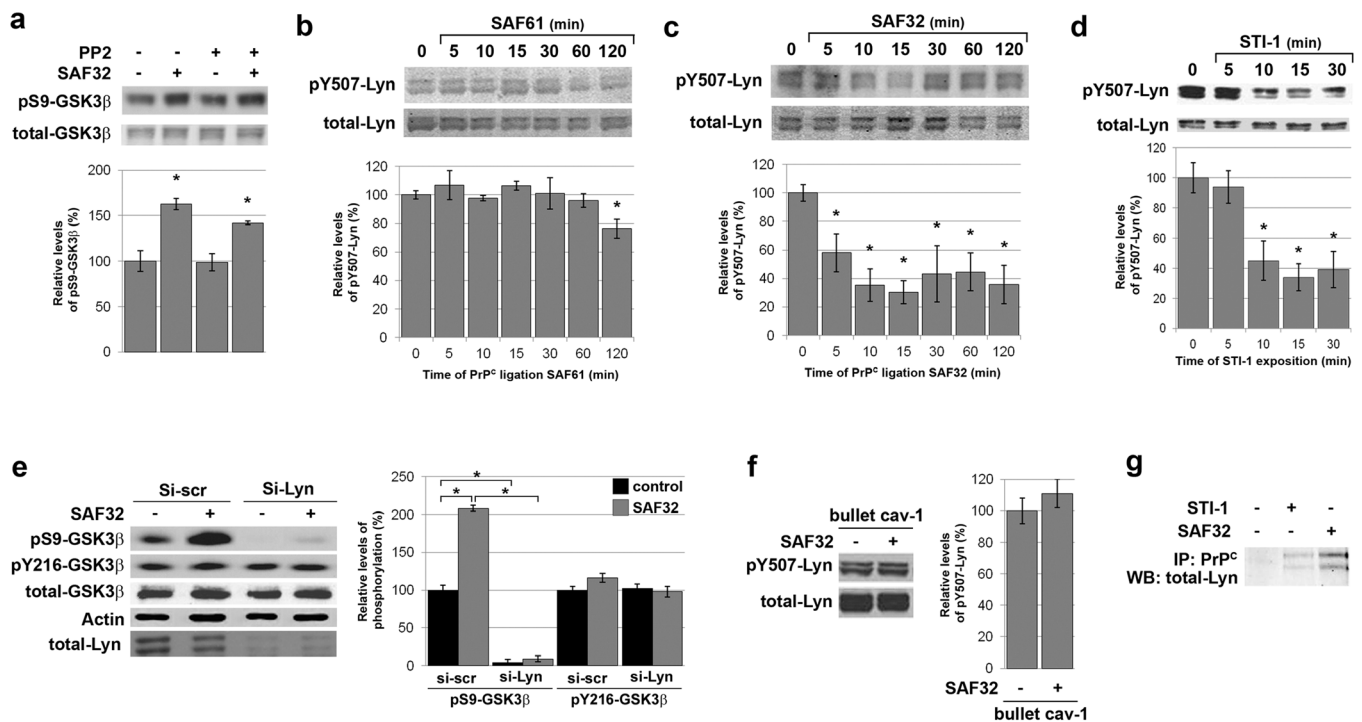 a
PP2 - - + +
SAF32 - + - +
pS9-GSK3β
total-GSK3β
Relative levels
of pS9-GSK3β (%)
200
150
100
50
0
*
*
b
SAF61 (min)
0 5 10 15 30 60 120
pY507-Lyn
total-Lyn
Relative levels
of pY507-Lyn (%)
120
100
80
60
40
20
0
*
0 5 10 15 30 60 120
Time of PrPᶜ ligation SAF61 (min)
c
SAF32 (min)
0 5 10 15 30 60 120
pY507-Lyn
total-Lyn
Relative levels
of pY507-Lyn (%)
120
100
80
60
40
20
0
* * * * * *
0 5 10 15 30 60 120
Time of PrPᶜ ligation SAF32 (min)
d
STI-1 (min)
0 5 10 15 30
pY507-Lyn
total-Lyn
Relative levels
of pY507-Lyn (%)
120
100
80
60
40
20
0
* * *
0 5 10 15 30
Time of STI-1 exposition (min)
e
Si-scr Si-Lyn
SAF32 - + - +
pS9-GSK3β
pY216-GSK3β
total-GSK3β
Actin
total-Lyn
Relative levels of
phosphorylation (%)
250
200
150
100
50
0
*
* *
control
SAF32
si-scr si-Lyn si-scr si-Lyn
pS9-GSK3β pY216-GSK3β
f
bullet cav-1
SAF32 - +
pY507-Lyn
total-Lyn
Relative levels
of pY507-Lyn (%)
120
100
80
60
40
20
0
SAF32 - +
bullet cav-1
g
STI-1 - + -
SAF32 - - +
IP: PrPᶜ
WB: total-Lyn